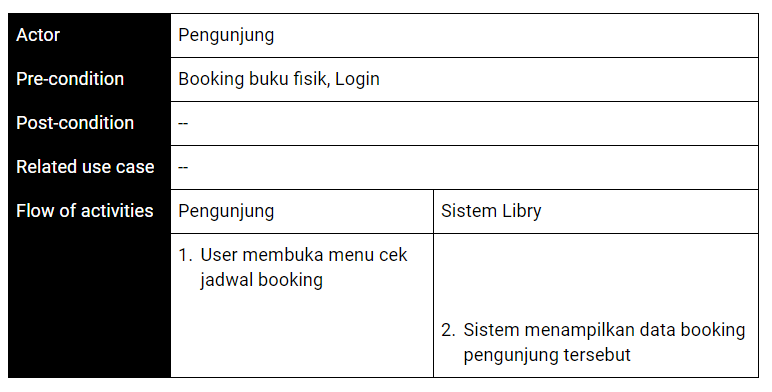 Actor
Pengunjung
Pre-condition
Booking buku fisik, Login
Post-condition
--
Related use case
--
Flow of activities
Pengunjung
Sistem Libry
1. User membuka menu cek
jadwal booking
2. Sistem menampilkan data booking
pengunjung tersebut